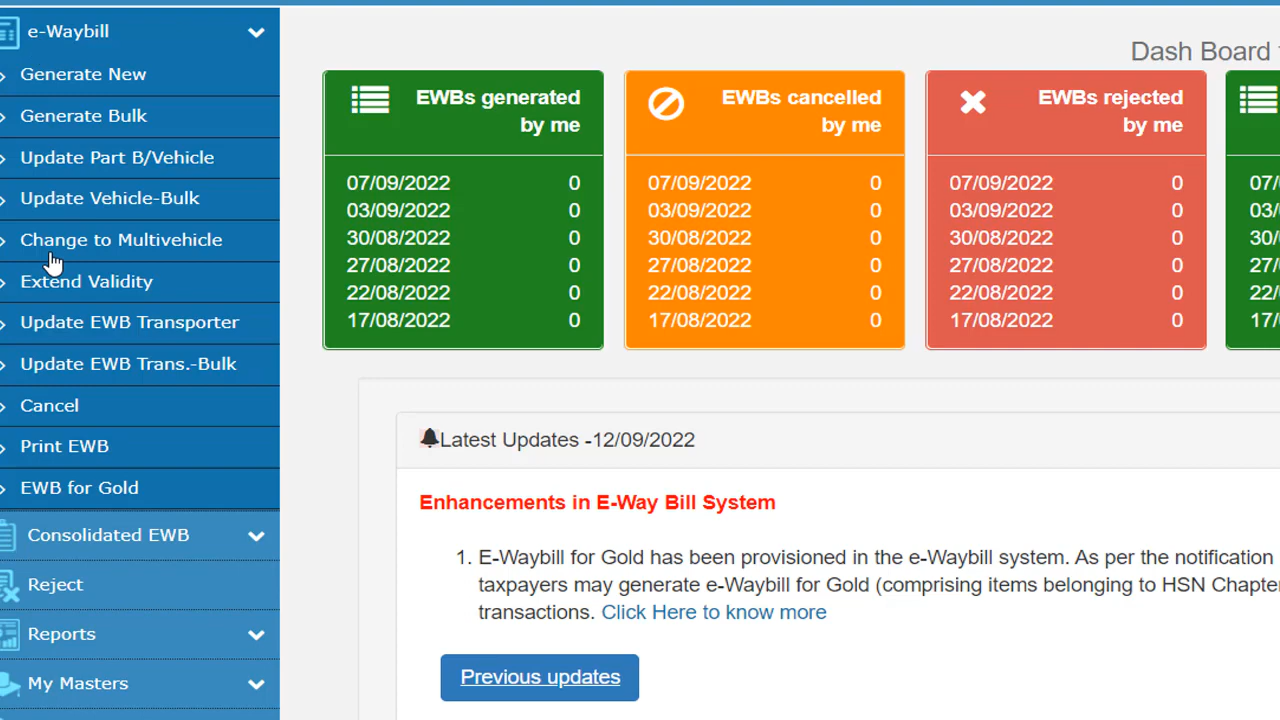 e-Waybill
Generate New
Generate Bulk
Update Part B/Vehicle
Update Vehicle-Bulk
Change to Multivehicle
Extend Validity
Update EWB Transporter
Update EWB Trans.-Bulk
Cancel
Print EWB
EWB for Gold
Consolidated EWB
Reject
Reports
My Masters
Dash Board
EWBs generated
by me
07/09/2022 0
03/09/2022 0
30/08/2022 0
27/08/2022 0
22/08/2022 0
17/08/2022 0
EWBs cancelled
by me
07/09/2022 0
03/09/2022 0
30/08/2022 0
27/08/2022 0
22/08/2022 0
17/08/2022 0
EWBs rejected
by me
07/09/2022 0
03/09/2022 0
30/08/2022 0
27/08/2022 0
22/08/2022 0
17/08/2022 0
07/
03/
30/
27/
22/
17/
Latest Updates -12/09/2022
Enhancements in E-Way Bill System
1. E-Waybill for Gold has been provisioned in the e-Waybill system. As per the notification
taxpayers may generate e-Waybill for Gold (comprising items belonging to HSN Chapte
transactions. Click Here to know more
Previous updates